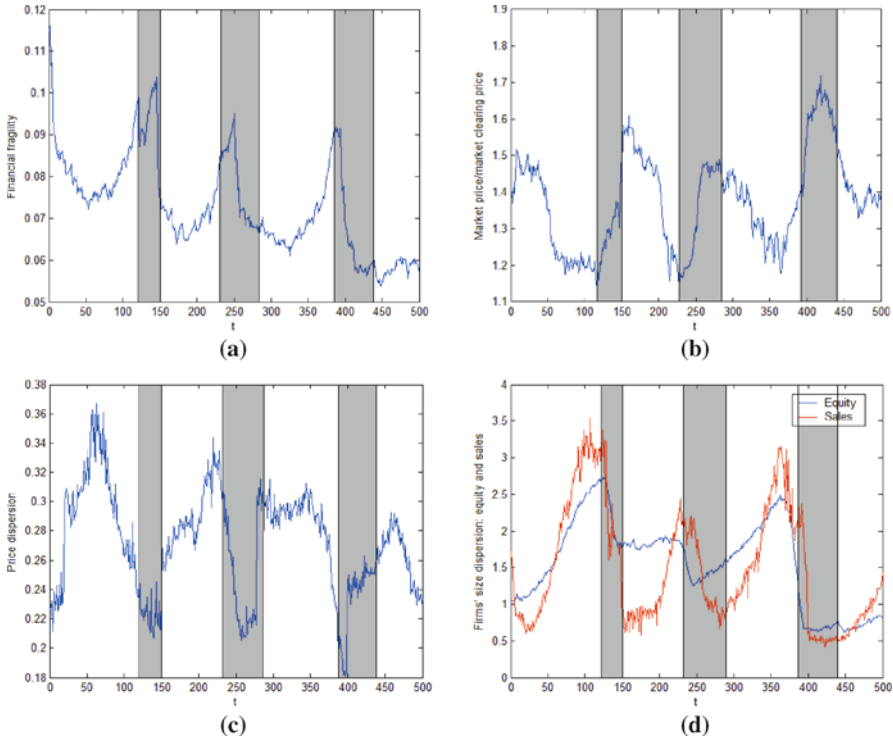 Financial fragility
0.12
0.11
0.1
0.09
0.08
0.07
0.06
0.05
0 50 100 150 200 250 300 350 400 450 500
t
(a)
Market price/market clearing price
1.8
1.7
1.6
1.5
1.4
1.3
1.2
1.1
0 50 100 150 200 250 300 350 400 450 500
t
(b)
Price dispersion
0.38
0.36
0.34
0.32
0.3
0.28
0.26
0.24
0.22
0.2
0.18
0 50 100 150 200 250 300 350 400 450 500
t
(c)
Firms' size dispersion: equity and sales
4
3.5
3
2.5
2
1.5
1
0.5
0
Equity
Sales
0 50 100 150 200 250 300 350 400 450 500
t
(d)